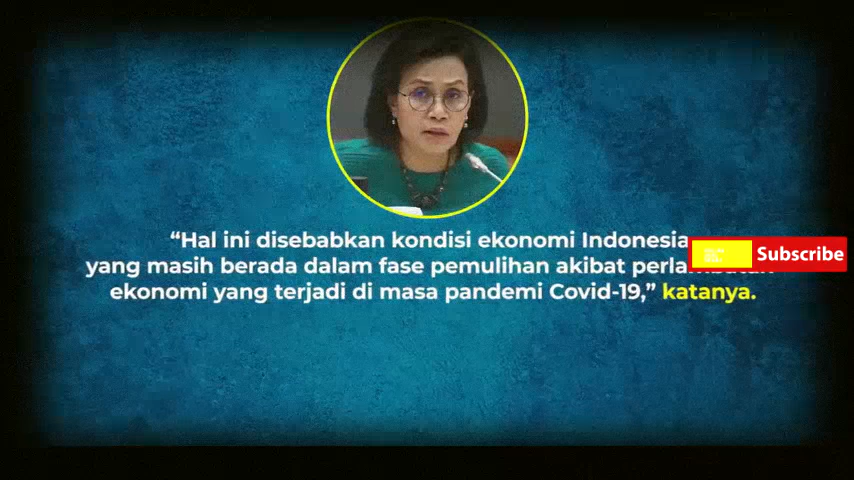 “Hal ini disebabkan kondisi ekonomi Indonesia
yang masih berada dalam fase pemulihan akibat perlambatan
ekonomi yang terjadi di masa pandemi Covid-19,” katanya.
Subscribe